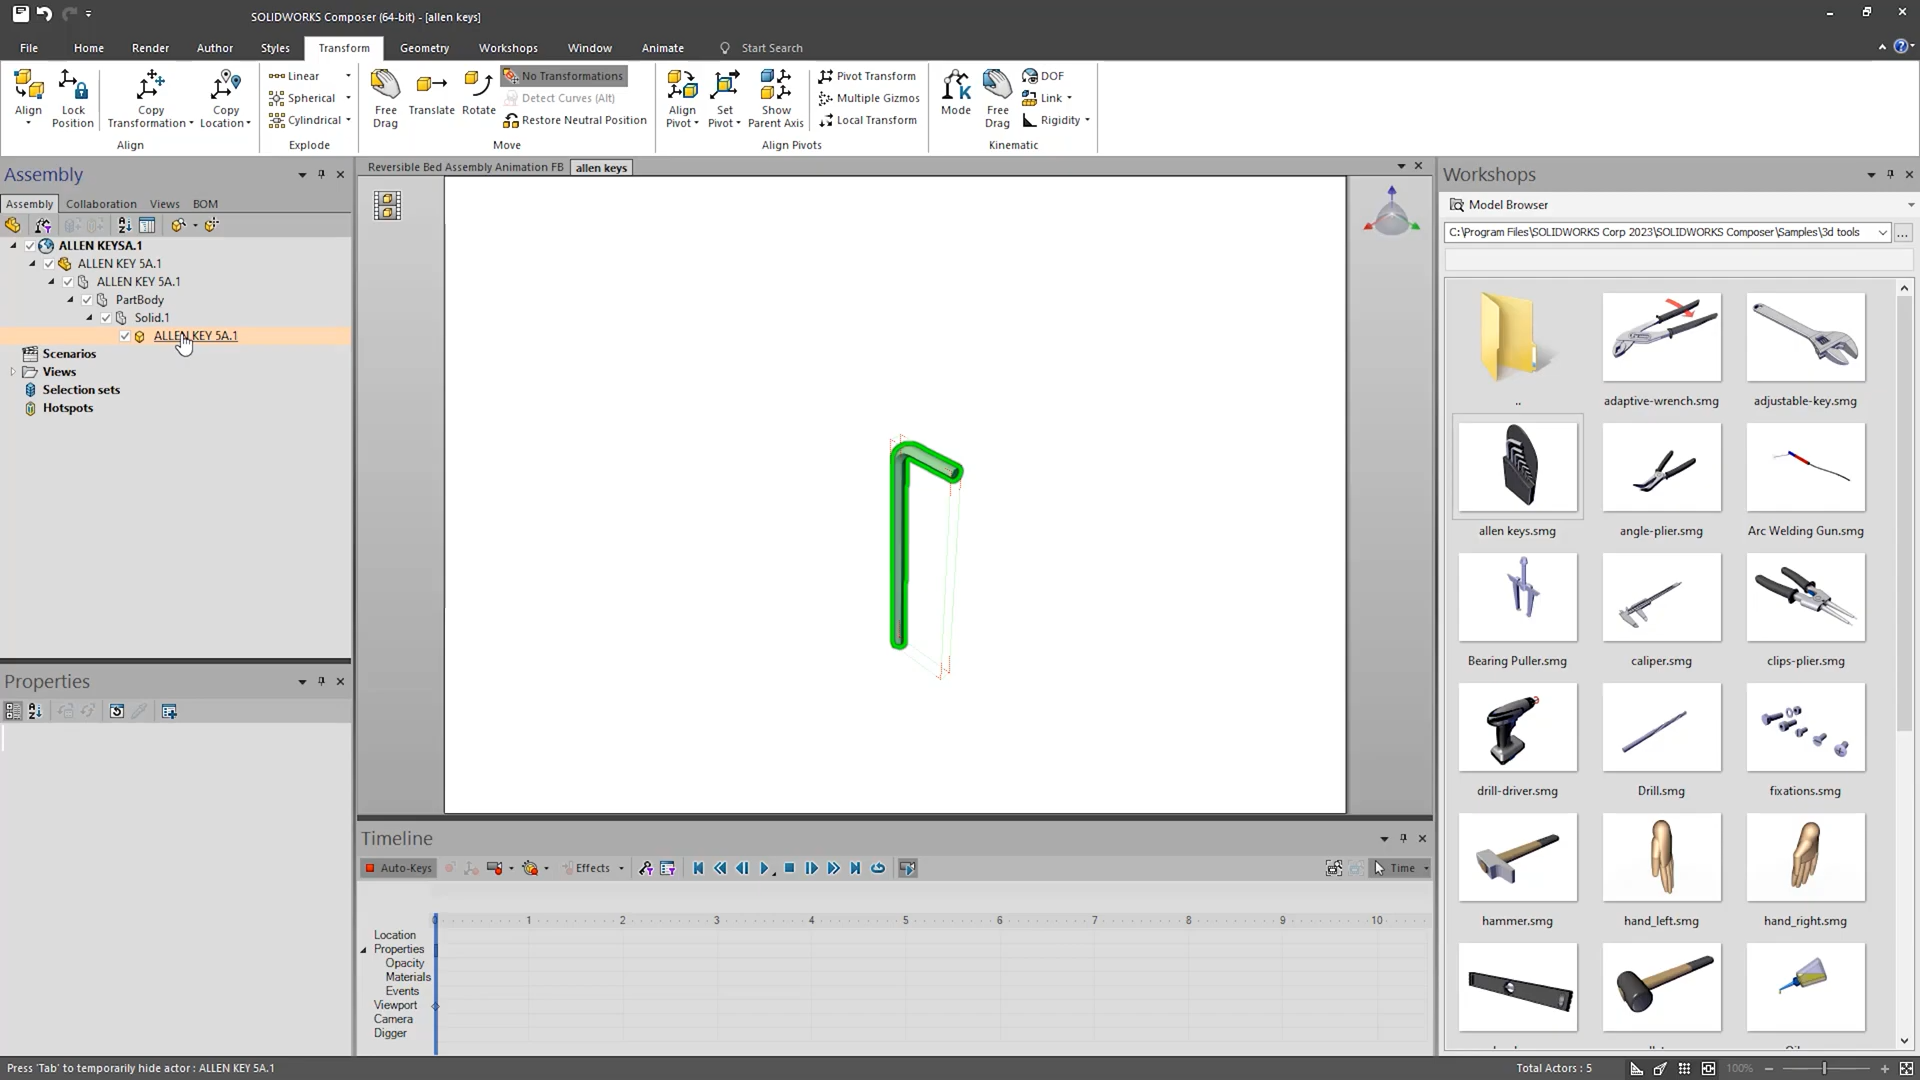 SOLIDWORKS Composer (64-bit) - [allen keys]
File Home Render Author Styles Transform Geometry Workshops Window Animate Start Search
Align
Lock
Position
Copy
Transformation
Copy
Location
Align
Linear
Spherical
Cylindrical
Explode
Free
Drag
Translate
Rotate
No Transformations
Detect Curves (Alt)
Restore Neutral Position
Move
Align
Pivot
Set
Pivot
Show
Parent Axis
Pivot Transform
Multiple Gizmos
Local Transform
Align Pivots
Mode
Free
Drag
DOF
Link
Rigidity
Kinematic
Assembly
Assembly Collaboration Views BOM
ALLEN KEYSA.1
ALLEN KEY 5A.1
ALLEN KEY 5A.1
PartBody
Solid.1
ALLEN KEY 5A.1
Scenarios
Views
Selection sets
Hotspots
Properties
Reversible Bed Assembly Animation FB allen keys
Timeline
Auto-Keys Effects Time
1 2 3 4 5 6 7 8 9 10
Location
Properties
Opacity
Materials
Events
Viewport
Camera
Digger
Workshops
Model Browser
C:\Program Files\SOLIDWORKS Corp 2023\SOLIDWORKS Composer\Samples\3d tools
...
.. adaptive-wrench.smg adjustable-key.smg
allen keys.smg angle-plier.smg Arc Welding Gun.smg
Bearing Puller.smg caliper.smg clips-plier.smg
drill-driver.smg Drill.smg fixations.smg
hammer.smg hand_left.smg hand_right.smg
Press 'Tab' to temporarily hide actor : ALLEN KEY 5A.1
Total Actors : 5
100%